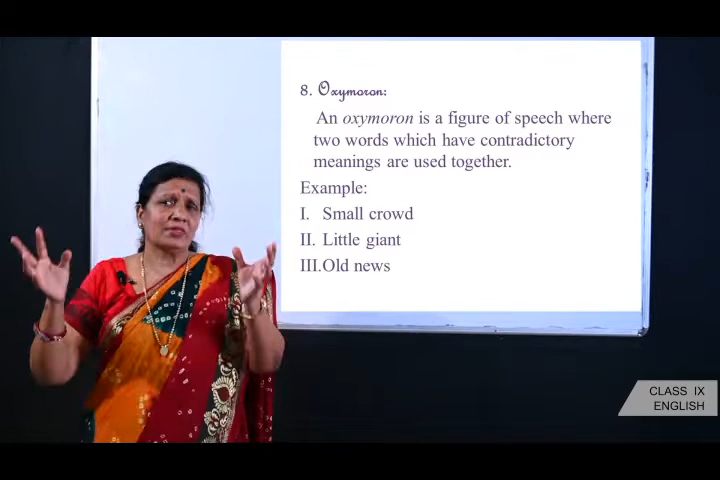 8. Oxymoron:
An oxymoron is a figure of speech where
two words which have contradictory
meanings are used together.
Example:
I. Small crowd
II. Little giant
III.Old news
CLASS IX
ENGLISH